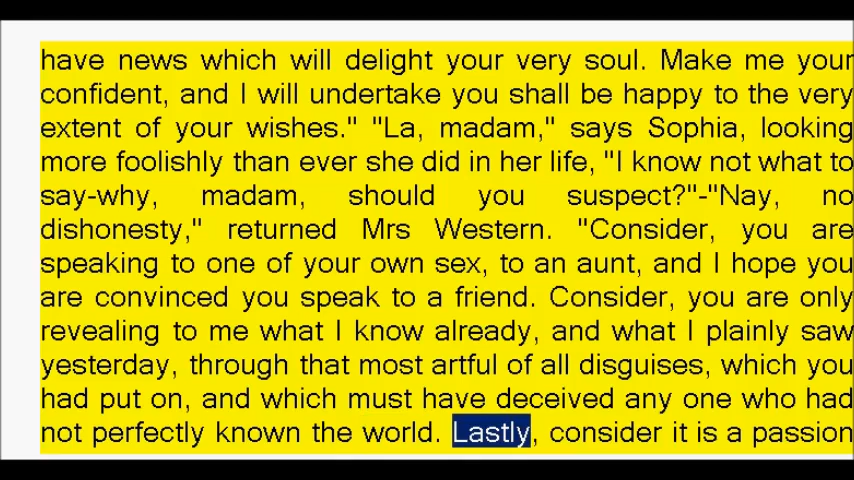 have news which will delight your very soul. Make me your
confident, and I will undertake you shall be happy to the very
extent of your wishes." "La, madam," says Sophia, looking
more foolishly than ever she did in her life, "I know not what to
say-why, madam, should you suspect?"-"Nay, no
dishonesty," returned Mrs Western. "Consider, you are
speaking to one of your own sex, to an aunt, and I hope you
are convinced you speak to a friend. Consider, you are only
revealing to me what I know already, and what I plainly saw
yesterday, through that most artful of all disguises, which you
had put on, and which must have deceived any one who had
not perfectly known the world. Lastly, consider it is a passion